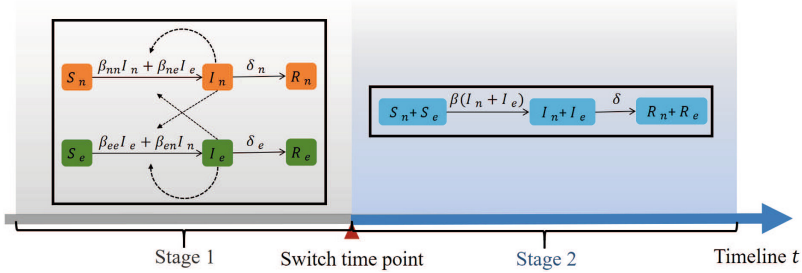 β_nn I_n + β_ne I_e
δ_n
S_n
I_n
R_n
β_ee I_e + β_en I_n
δ_e
S_e
I_e
R_e
β(I_n + I_e)
δ
S_n + S_e
I_n + I_e
R_n + R_e
Stage 1
Switch time point
Stage 2
Timeline t